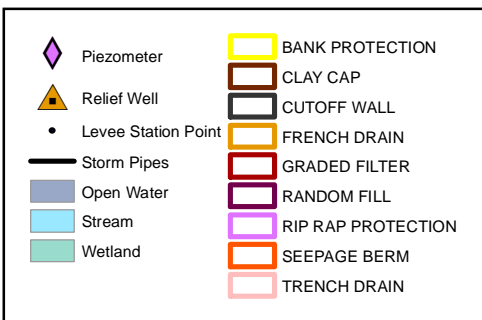 Piezometer
Relief Well
Levee Station Point
Storm Pipes
Open Water
Stream
Wetland
BANK PROTECTION
CLAY CAP
CUTOFF WALL
FRENCH DRAIN
GRADED FILTER
RANDOM FILL
RIP RAP PROTECTION
SEEPAGE BERM
TRENCH DRAIN